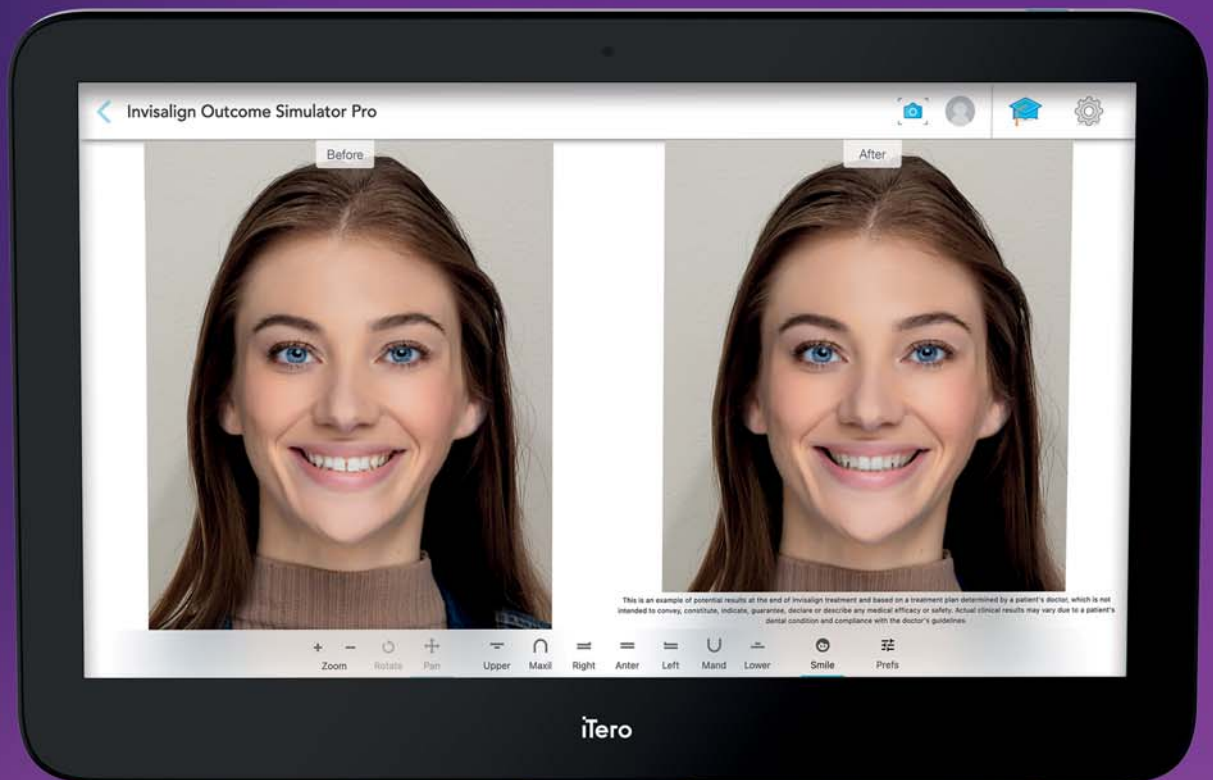 Invisalign Outcome Simulator Pro
Before
After
This is an example of potential results at the end of Invisalign treatment and based on a treatment plan determined by a patient's doctor, which is not
intended to convey, constitute, indicate, guarantee, declare or describe any medical efficacy or safety. Actual clinical results may vary due to a patient's
dental condition and compliance with the doctor's guidelines.
Zoom Rotate Pan Upper Maxil Right Anter Left Mand Lower Smile Prefs
iTero